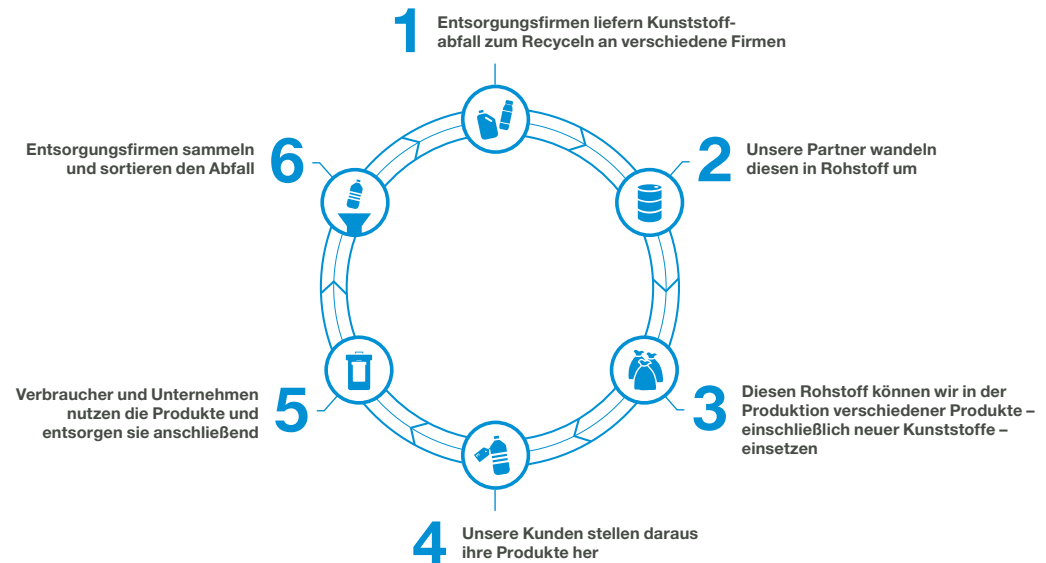 1
Entsorgungsfirmen liefern Kunststoff-
abfall zum Recyceln an verschiedene Firmen
2
Unsere Partner wandeln
diesen in Rohstoff um
3
Diesen Rohstoff können wir in der
Produktion verschiedener Produkte –
einschließlich neuer Kunststoffe –
einsetzen
4
Unsere Kunden stellen daraus
ihre Produkte her
5
Verbraucher und Unternehmen
nutzen die Produkte und
entsorgen sie anschließend
6
Entsorgungsfirmen sammeln
und sortieren den Abfall